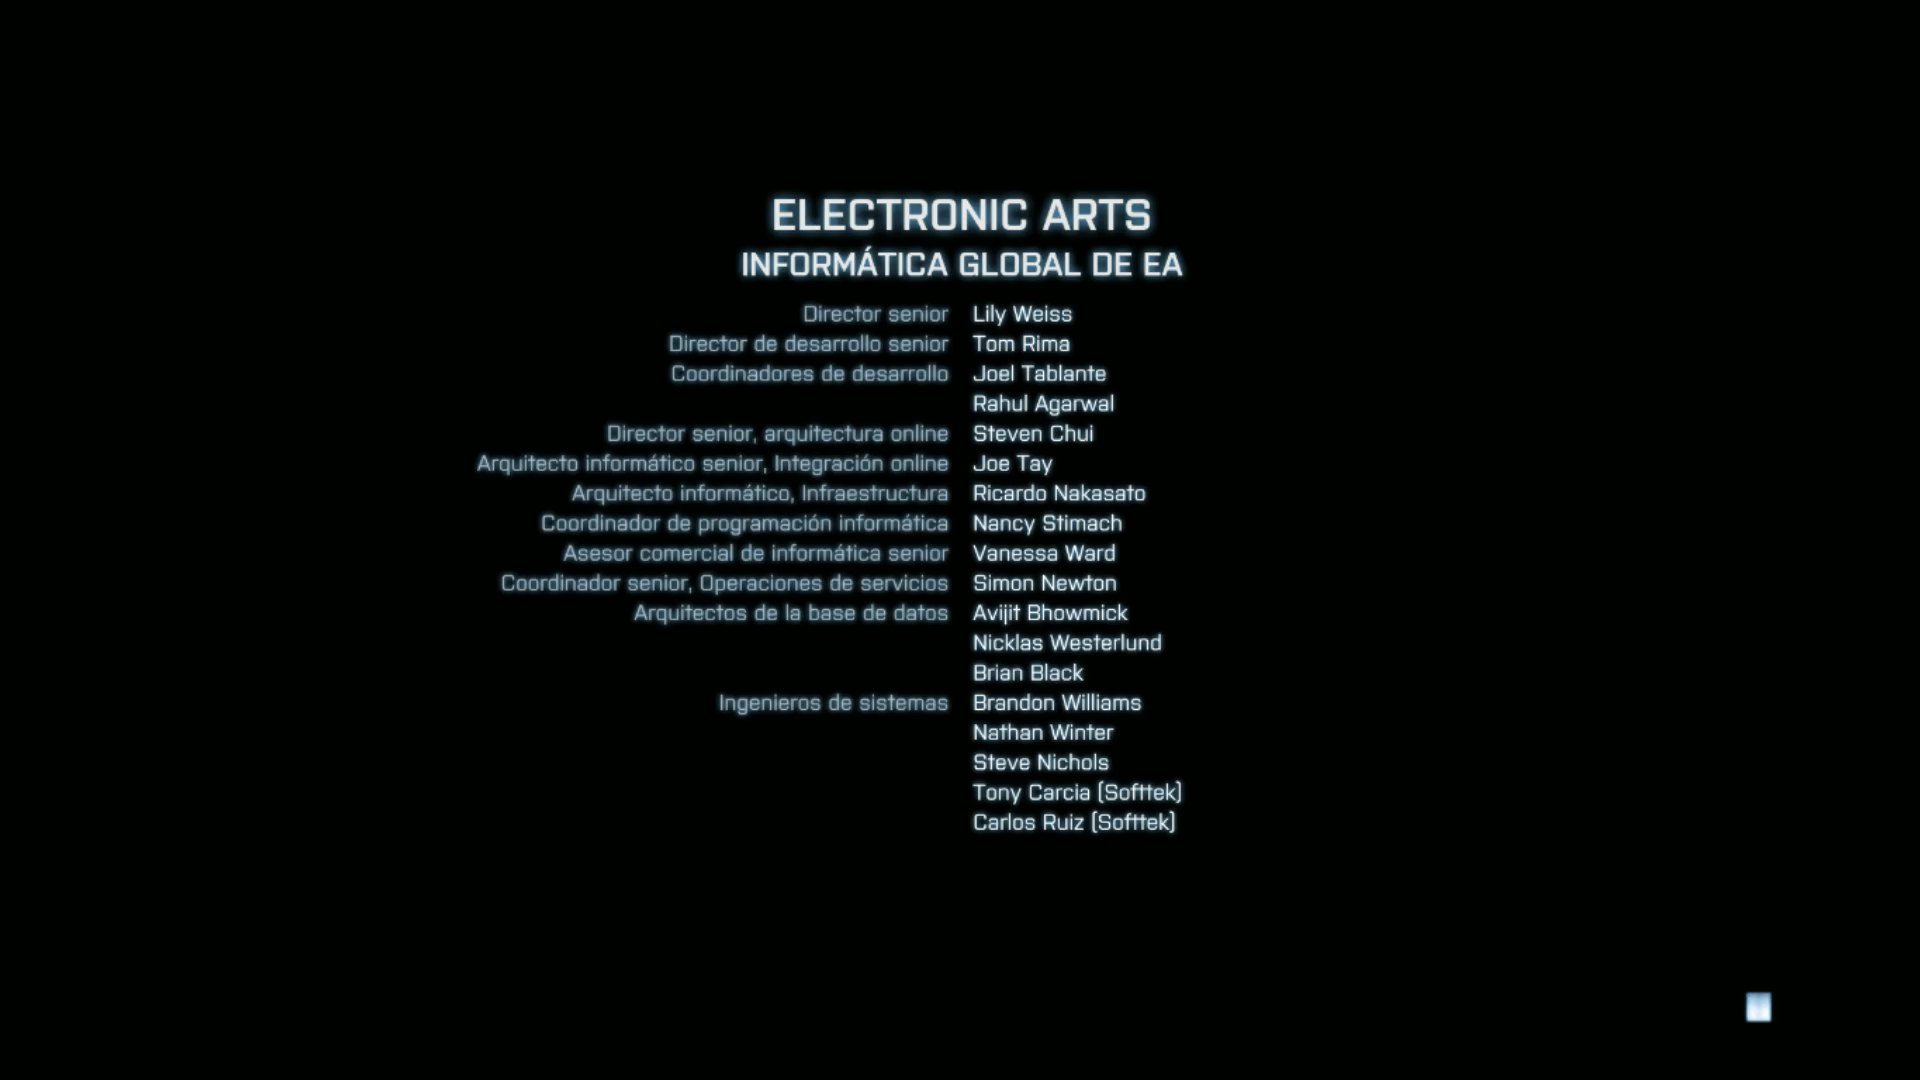 ELECTRONIC ARTS
INFORMÁTICA GLOBAL DE EA
Director senior Lily Weiss
Director de desarrollo senior Tom Rima
Coordinadores de desarrollo Joel Tablante
Rahul Agarwal
Director senior, arquitectura online Steven Chui
Arquitecto informático senior, Integración online Joe Tay
Arquitecto informático, Infraestructura Ricardo Nakasato
Coordinador de programación informática Nancy Stimach
Asesor comercial de informática senior Vanessa Ward
Coordinador senior, Operaciones de servicios Simon Newton
Arquitectos de la base de datos Avijit Bhowmick
Nicklas Westerlund
Brian Black
Ingenieros de sistemas Brandon Williams
Nathan Winter
Steve Nichols
Tony Carcia (Softtek)
Carlos Ruiz (Softtek)